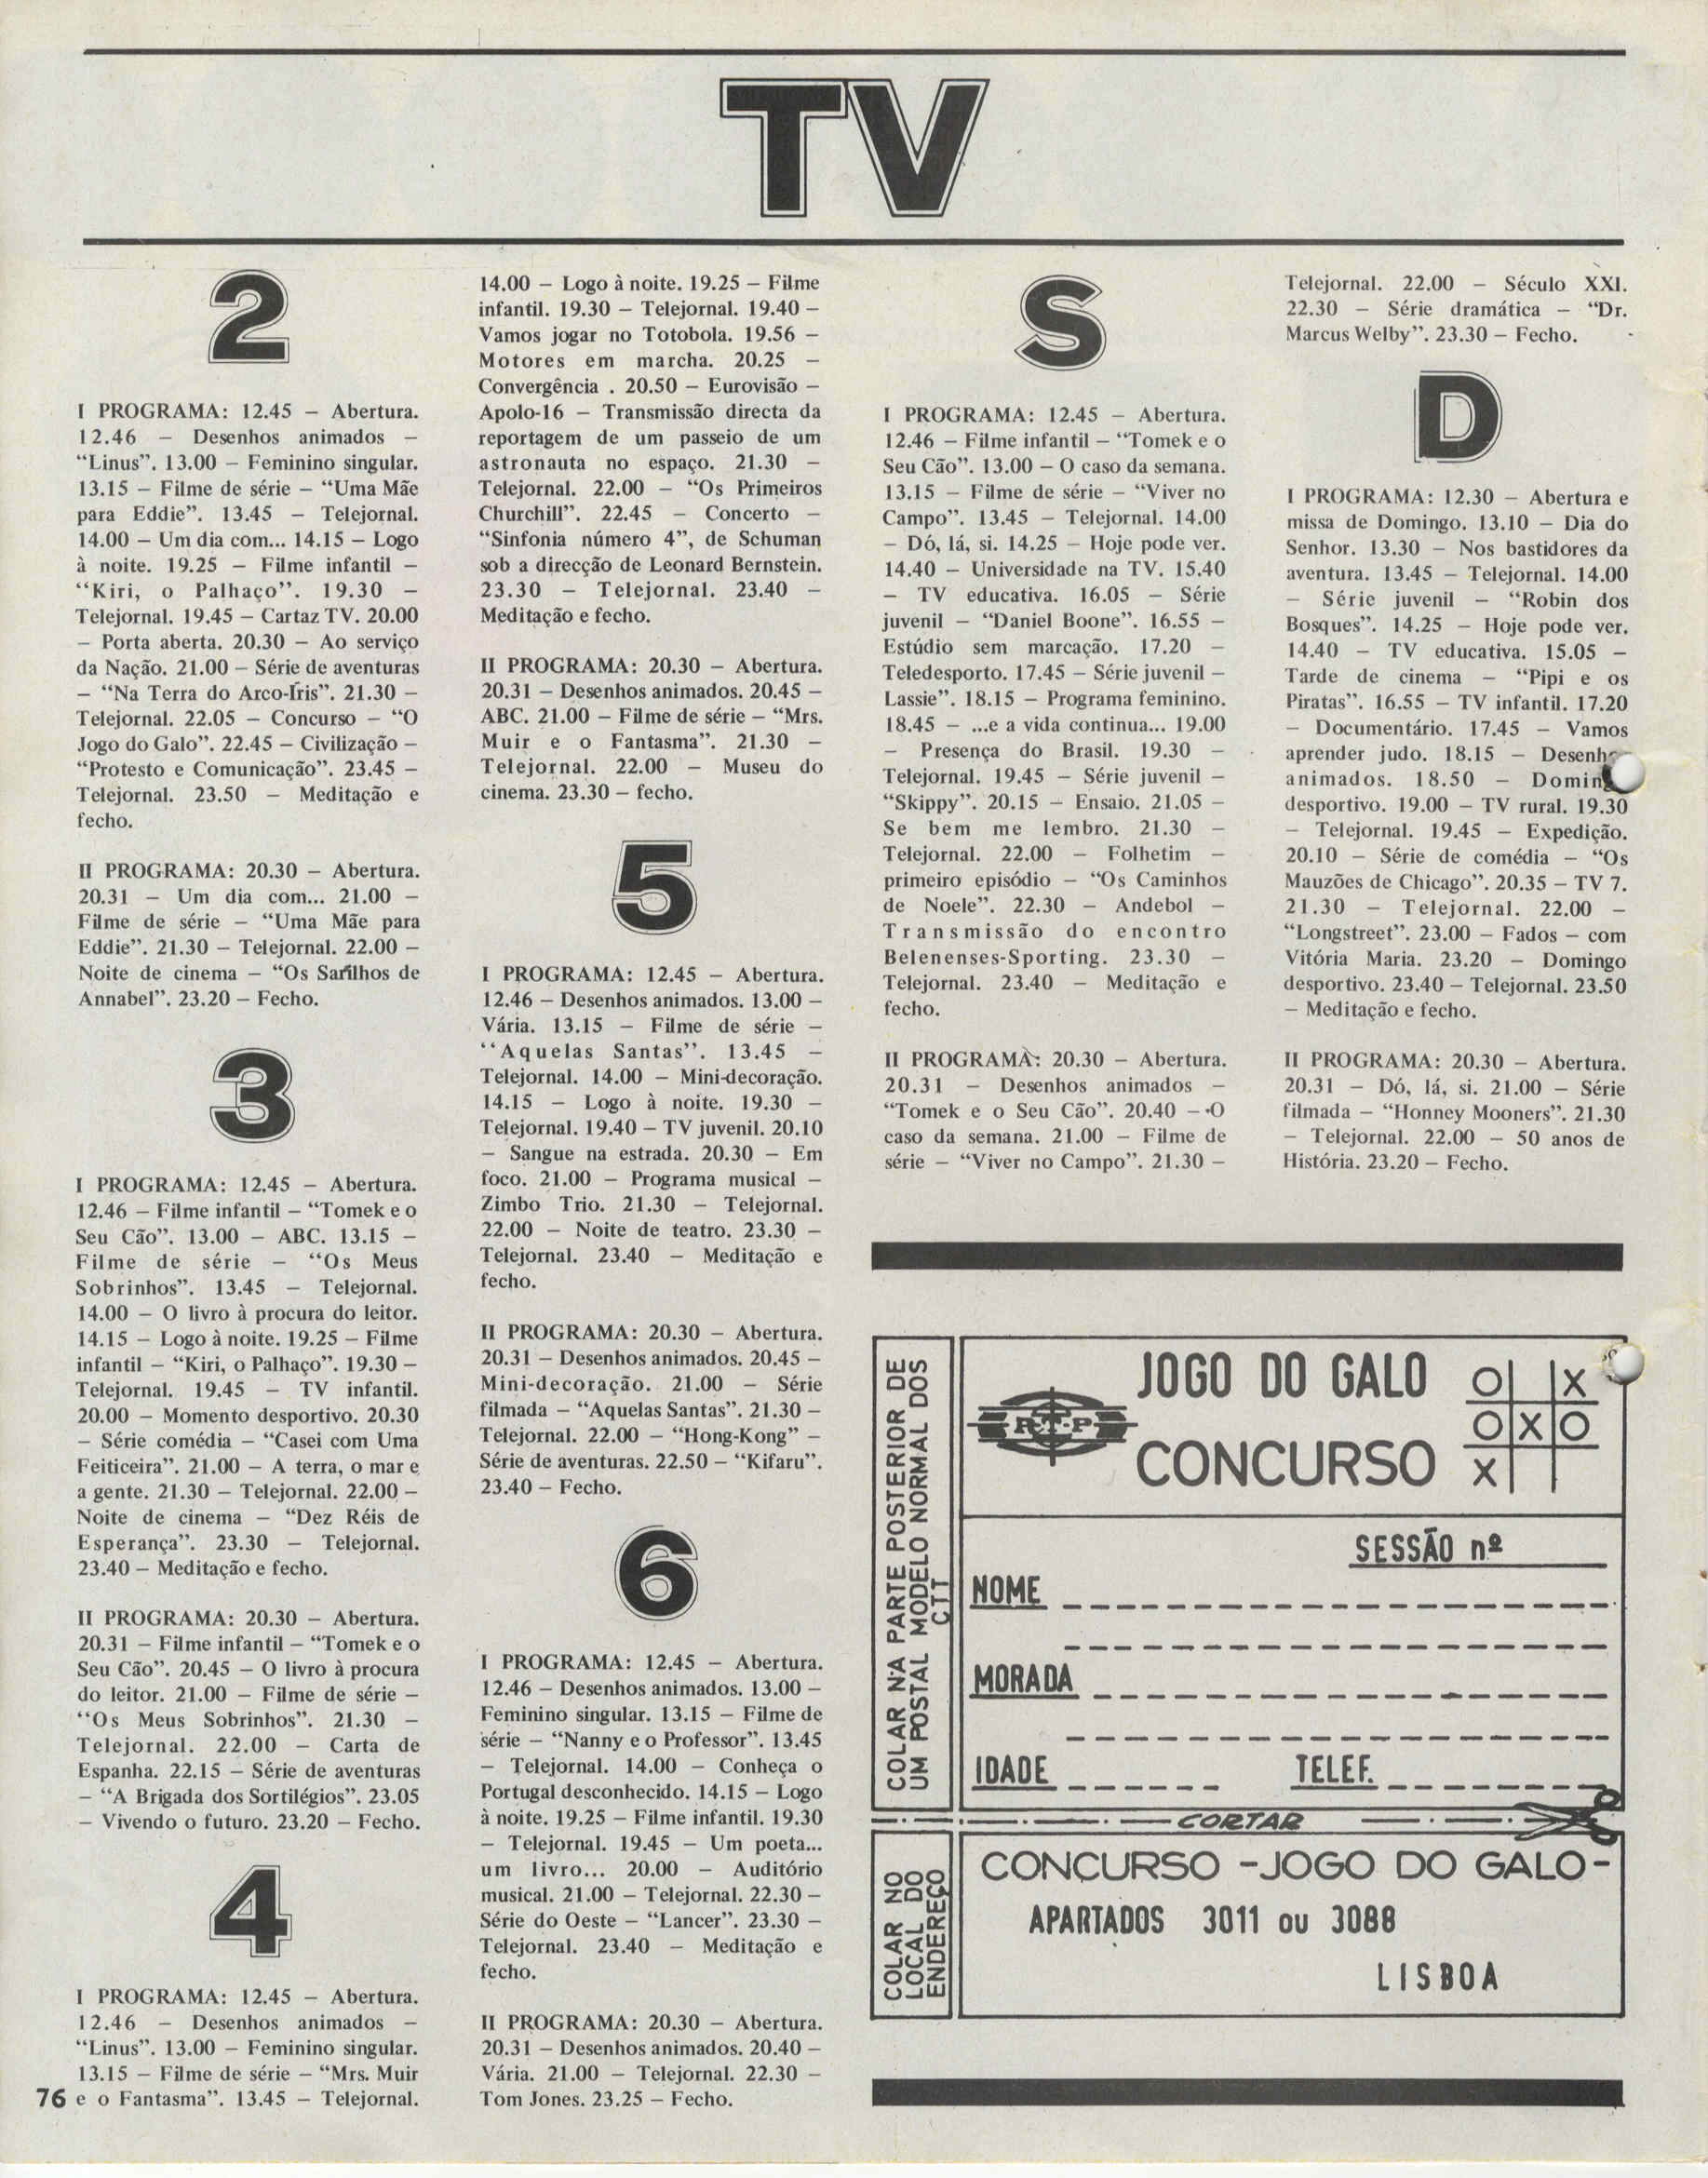 TV
2
I PROGRAMA: 12.45 — Abertura.
12.46 — Desenhos animados —
“Linus”. 13.00 — Feminino singular.
13.15 — Filme de série — “Uma Mãe
para Eddie”. 13.45 — Telejornal.
14.00 — Um dia com... 14.15 — Logo
à noite. 19.25 — Filme infantil —
“Kiri, o Palhaço”. 19.30 —
Telejornal. 19.45 — Cartaz TV. 20.00
— Porta aberta. 20.30 — Ao serviço
da Nação. 21.00 — Série de aventuras
— “Na Terra do Arco-Íris”. 21.30 —
Telejornal. 22.05 — Concurso — “O
Jogo do Galo”. 22.45 — Civilização —
“Protesto e Comunicação”. 23.45 —
Telejornal. 23.50 — Meditação e
fecho.
II PROGRAMA: 20.30 — Abertura.
20.31 — Um dia com... 21.00 —
Filme de série — “Uma Mãe para
Eddie”. 21.30 — Telejornal. 22.00 —
Noite de cinema — “Os Sarilhos de
Annabel”. 23.20 — Fecho.
3
I PROGRAMA: 12.45 — Abertura.
12.46 — Filme infantil — “Tomek e o
Seu Cão”. 13.00 — ABC. 13.15 —
Filme de série — “Os Meus
Sobrinhos”. 13.45 — Telejornal.
14.00 — O livro à procura do leitor.
14.15 — Logo à noite. 19.25 — Filme
infantil — “Kiri, o Palhaço”. 19.30 —
Telejornal. 19.45 — TV infantil.
20.00 — Momento desportivo. 20.30
— Série comédia — “Casei com Uma
Feiticeira”. 21.00 — A terra, o mar e
a gente. 21.30 — Telejornal. 22.00 —
Noite de cinema — “Dez Réis de
Esperança”. 23.30 — Telejornal.
23.40 — Meditação e fecho.
II PROGRAMA: 20.30 — Abertura.
20.31 — Filme infantil — “Tomek e o
Seu Cão”. 20.45 — O livro à procura
do leitor. 21.00 — Filme de série —
“Os Meus Sobrinhos”. 21.30 —
Telejornal. 22.00 — Carta de
Espanha. 22.15 — Série de aventuras
— “A Brigada dos Sortilégios”. 23.05
— Vivendo o futuro. 23.20 — Fecho.
4
I PROGRAMA: 12.45 — Abertura.
12.46 — Desenhos animados —
“Linus”. 13.00 — Feminino singular.
13.15 — Filme de série — “Mrs. Muir
e o Fantasma”. 13.45 — Telejornal.
76
14.00 — Logo à noite. 19.25 — Filme
infantil. 19.30 — Telejornal. 19.40 —
Vamos jogar no Totobola. 19.56 —
Motores em marcha. 20.25 —
Convergência . 20.50 — Eurovisão —
Apolo-16 — Transmissão directa da
reportagem de um passeio de um
astronauta no espaço. 21.30 —
Telejornal. 22.00 — “Os Primeiros
Churchill”. 22.45 — Concerto —
“Sinfonia número 4”, de Schuman
sob a direcção de Leonard Bernstein.
23.30 — Telejornal. 23.40 —
Meditação e fecho.
II PROGRAMA: 20.30 — Abertura.
20.31 — Desenhos animados. 20.45 —
ABC. 21.00 — Filme de série — “Mrs.
Muir e o Fantasma”. 21.30 —
Telejornal. 22.00 — Museu do
cinema. 23.30 — fecho.
5
I PROGRAMA: 12.45 — Abertura.
12.46 — Desenhos animados. 13.00 —
Vária. 13.15 — Filme de série —
“Aquelas Santas”. 13.45 —
Telejornal. 14.00 — Mini-decoração.
14.15 — Logo à noite. 19.30 —
Telejornal. 19.40 — TV juvenil. 20.10
— Sangue na estrada. 20.30 — Em
foco. 21.00 — Programa musical —
Zimbo Trio. 21.30 — Telejornal.
22.00 — Noite de teatro. 23.30 —
Telejornal. 23.40 — Meditação e
fecho.
II PROGRAMA: 20.30 — Abertura.
20.31 — Desenhos animados. 20.45 —
Mini-decoração. 21.00 — Série
filmada — “Aquelas Santas”. 21.30 —
Telejornal. 22.00 — “Hong-Kong” —
Série de aventuras. 22.50 — “Kifaru”.
23.40 — Fecho.
6
I PROGRAMA: 12.45 — Abertura.
12.46 — Desenhos animados. 13.00 —
Feminino singular. 13.15 — Filme de
série — “Nanny e o Professor”. 13.45
— Telejornal. 14.00 — Conheça o
Portugal desconhecido. 14.15 — Logo
à noite. 19.25 — Filme infantil. 19.30
— Telejornal. 19.45 — Um poeta...
um livro... 20.00 — Auditório
musical. 21.00 — Telejornal. 22.30 —
Série do Oeste — “Lancer”. 23.30 —
Telejornal. 23.40 — Meditação e
fecho.
II PROGRAMA: 20.30 — Abertura.
20.31 — Desenhos animados. 20.40 —
Vária. 21.00 — Telejornal. 22.30 —
Tom Jones. 23.25 — Fecho.
S
I PROGRAMA: 12.45 — Abertura.
12.46 — Filme infantil — “Tomek e o
Seu Cão”. 13.00 — O caso da semana.
13.15 — Filme de série — “Viver no
Campo”. 13.45 — Telejornal. 14.00
— Dó, lá, si. 14.25 — Hoje pode ver.
14.40 — Universidade na TV. 15.40
— TV educativa. 16.05 — Série
juvenil — “Daniel Boone”. 16.55 —
Estúdio sem marcação. 17.20 —
Teledesporto. 17.45 — Série juvenil —
Lassie”. 18.15 — Programa feminino.
18.45 — ...e a vida continua... 19.00
— Presença do Brasil. 19.30 —
Telejornal. 19.45 — Série juvenil —
“Skippy”. 20.15 — Ensaio. 21.05 —
Se bem me lembro. 21.30 —
Telejornal. 22.00 — Folhetim —
primeiro episódio — “Os Caminhos
de Noele”. 22.30 — Andebol —
Transmissão do encontro
Belenenses-Sporting. 23.30 —
Telejornal. 23.40 — Meditação e
fecho.
II PROGRAMA: 20.30 — Abertura.
20.31 — Desenhos animados —
“Tomek e o Seu Cão”. 20.40 — O
caso da semana. 21.00 — Filme de
série — “Viver no Campo”. 21.30 —
Telejornal. 22.00 — Século XXI.
22.30 — Série dramática — “Dr.
Marcus Welby”. 23.30 — Fecho.
D
I PROGRAMA: 12.30 — Abertura e
missa de Domingo. 13.10 — Dia do
Senhor. 13.30 — Nos bastidores da
aventura. 13.45 — Telejornal. 14.00
— Série juvenil — “Robin dos
Bosques”. 14.25 — Hoje pode ver.
14.40 — TV educativa. 15.05 —
Tarde de cinema — “Pipi e os
Piratas”. 16.55 — TV infantil. 17.20
— Documentário. 17.45 — Vamos
aprender judo. 18.15 —
animados. 18.50 —
desportivo. 19.00 — TV rural. 19.30
— Telejornal. 19.45 — Expedição.
20.10 — Série de comédia — “Os
Mauzões de Chicago”. 20.35 — TV 7.
21.30 — Telejornal. 22.00 —
“Longstreet”. 23.00 — Fados — com
Vitória Maria. 23.20 — Domingo
desportivo. 23.40 — Telejornal. 23.50
— Meditação e fecho.
II PROGRAMA: 20.30 — Abertura.
20.31 — Dó, lá, si. 21.00 — Série
filmada — “Honney Mooners”. 21.30
— Telejornal. 22.00 — 50 anos de
História. 23.20 — Fecho.
COLAR NA PARTE POSTERIOR DE
UM POSTAL MODELO NORMAL DOS
CTT
R.T.P
JOGO DO GALO
CONCURSO
O X
O X O
X
SESSÃO nº
NOME
MORADA
IDADE TELEF.
CORTAR
COLAR NO
LOCAL DO
ENDEREÇO
CONCURSO -JOGO DO GALO-
APARTADOS 3011 ou 3088
LISBOA